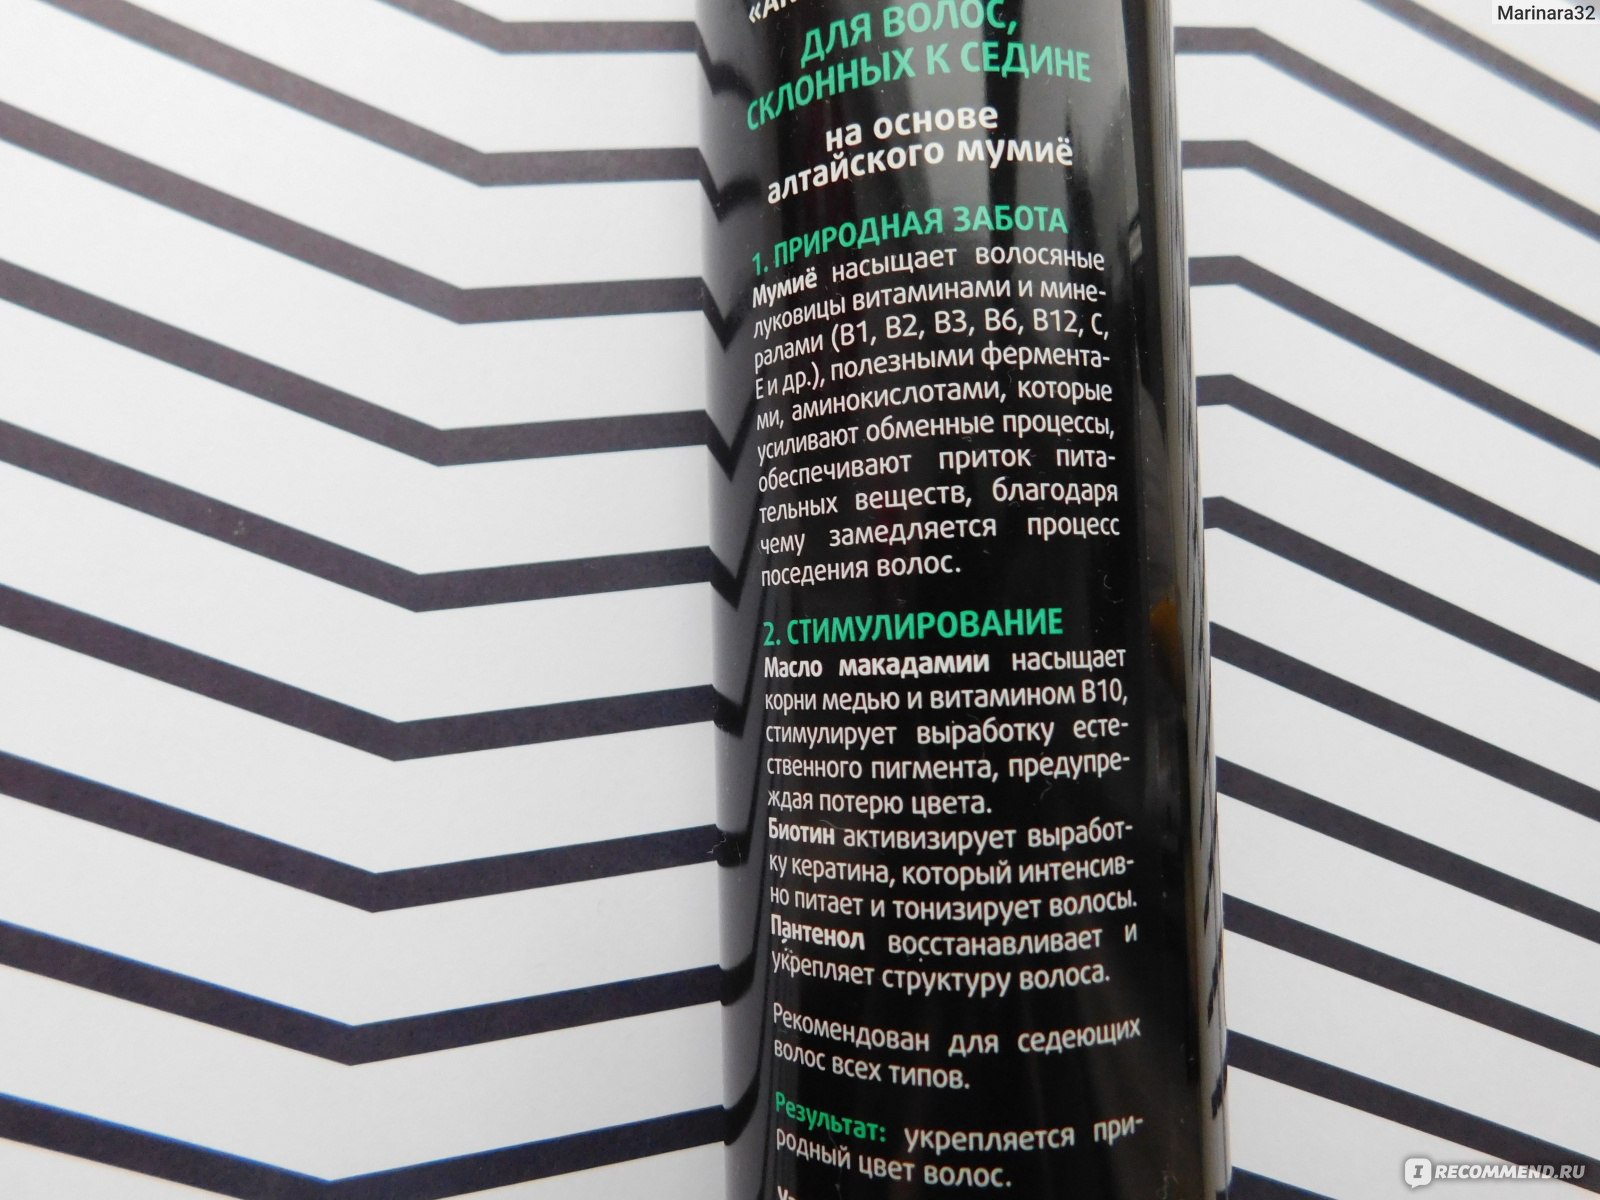 Marinara32
ДЛЯ ВОЛОС,
СКЛОННЫХ К СЕДИНЕ
на основе
алтайского мумиё
1. ПРИРОДНАЯ ЗАБОТА
Мумиё насыщает волосяные
луковицы витаминами и мине-
ралами (B1, B2, B3, B6, B12, C,
E и др.), полезными фермента-
ми, аминокислотами, которые
усиливают обменные процессы,
обеспечивают приток пита-
тельных веществ, благодаря
чему замедляется процесс
поседения волос.
2. СТИМУЛИРОВАНИЕ
Масло макадамии насыщает
корни медью и витамином B10,
стимулирует выработку есте-
ственного пигмента, предупре-
ждая потерю цвета.
Биотин активизирует выработ-
ку кератина, который интенсив-
но питает и тонизирует волосы.
Пантенол восстанавливает и
укрепляет структуру волоса.
Рекомендован для седеющих
волос всех типов.
Результат: укрепляется при-
родный цвет волос.
IRECOMMEND.RU